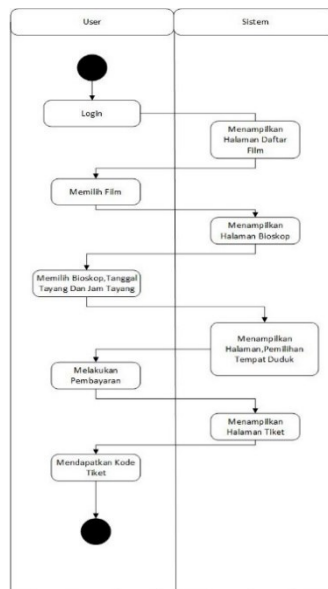 User
Sistem
Login
Menampilkan
Halaman Daftar
Film
Memilih Film
Menampilkan
Halaman Bioskop
Memilih Bioskop,Tanggal
Tayang Dan Jam Tayang
Menampilkan
Halaman,Pemilihan
Tempat Duduk
Melakukan
Pembayaran
Menampilkan
Halaman Tiket
Mendapatkan Kode
Tiket